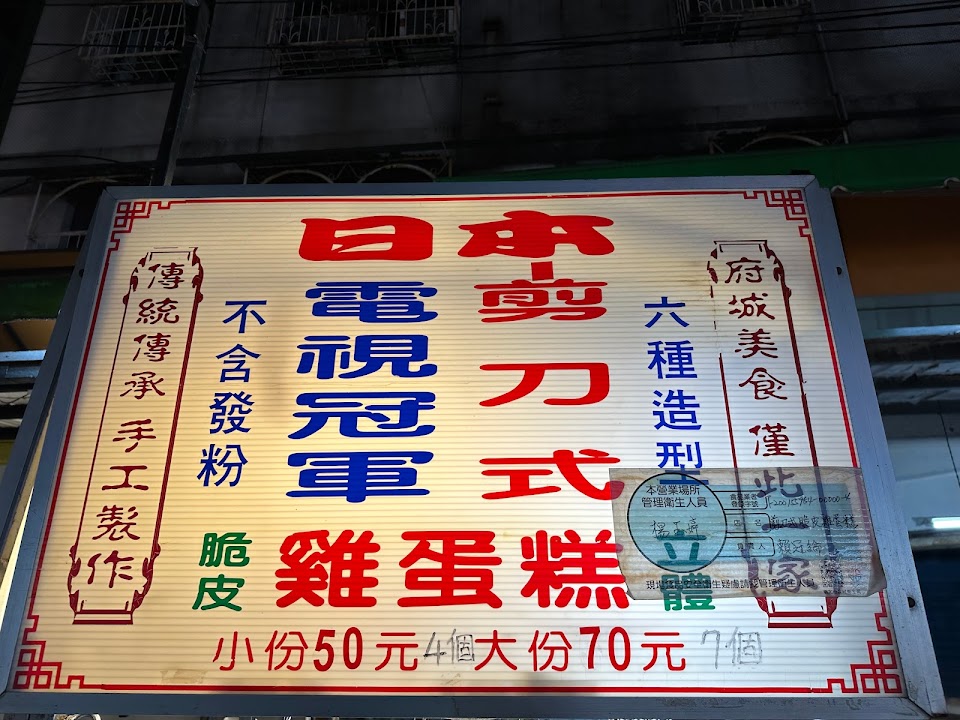 日本
剪刀式
電視冠軍
雞蛋糕
府城美食 僅此 家
六種造型
立體
不含發粉
脆皮
傳統傳承 手工製作
小份50元4個大份70元7個
本營業場所
管理衛生人員